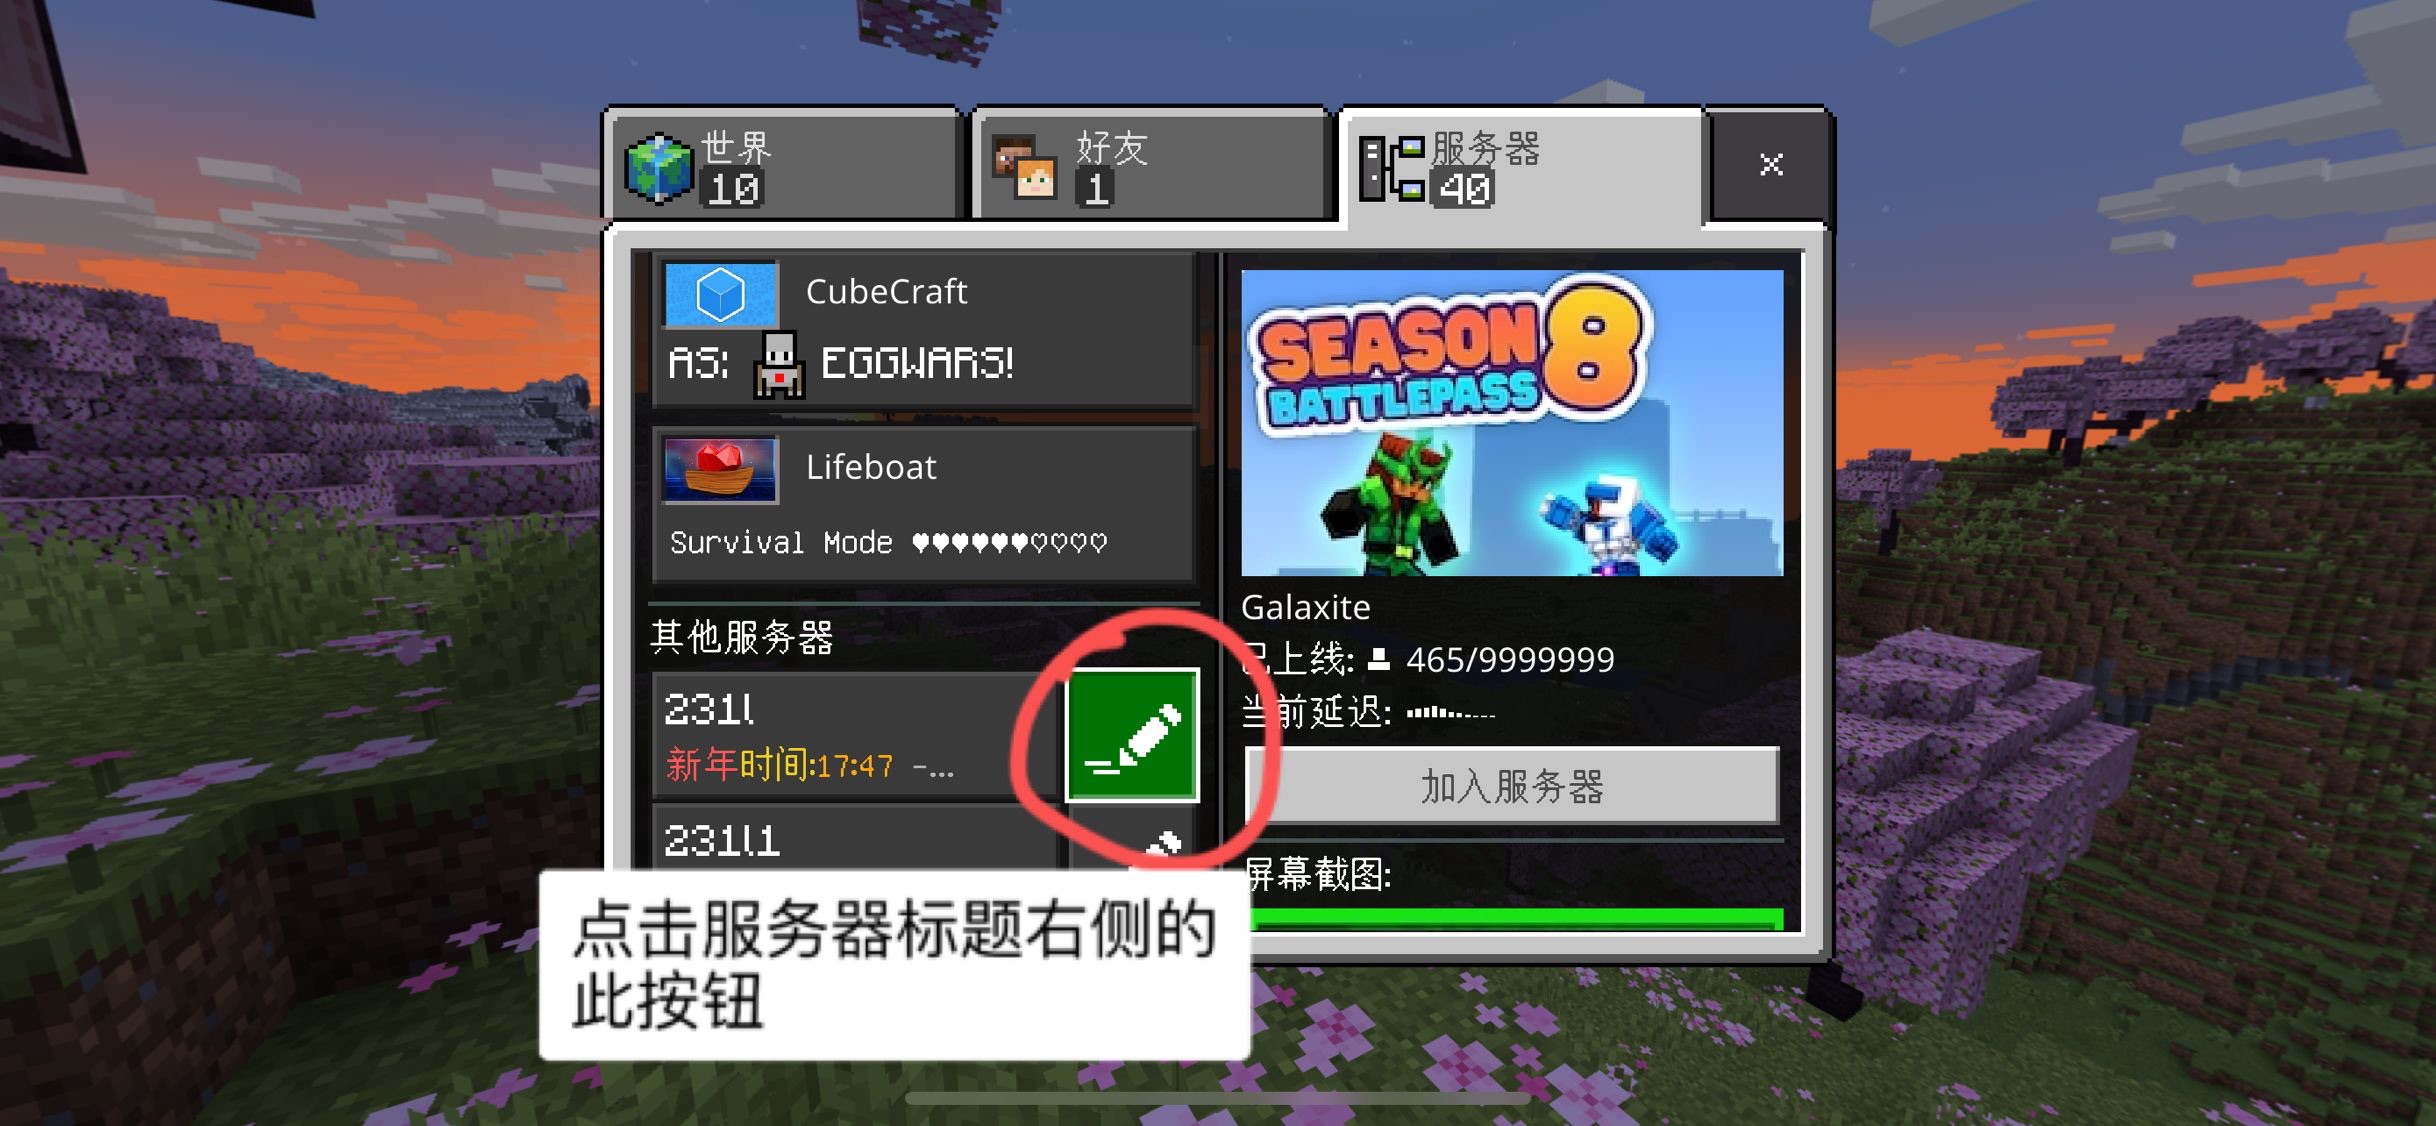 世界
10
好友
1
服务器
40
CubeCraft
AS: EGGWARS!
Lifeboat
Survival Mode ♥♥♥♥♥♥♡♡♡♡
其他服务器
231l
新年时间:17:47 -...
231l1
SEASON 8
BATTLEPASS
Galaxite
已上线: 465/9999999
当前延迟:
加入服务器
屏幕截图:
点击服务器标题右侧的
此按钮